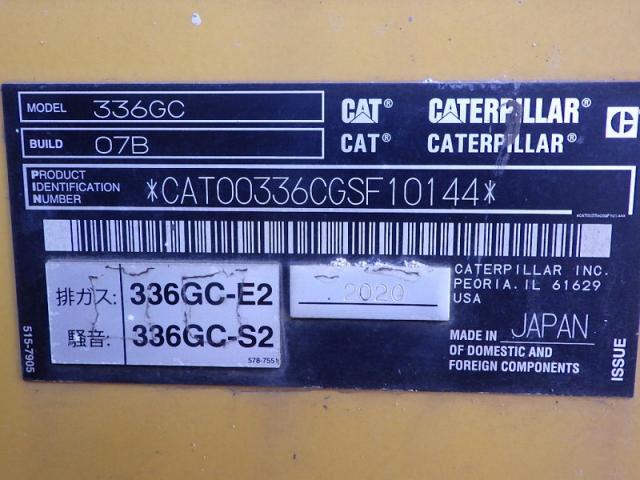 MODEL 336GC
CAT® CATERPILLAR®
BUILD 07B
CAT® CATERPILLAR®
PRODUCT
IDENTIFICATION
NUMBER
*CAT00336CGSF10144*
*CAT00336CGSF10144*
排ガス: 336GC-E2
騒音: 336GC-S2
578-7551
2020
CATERPILLAR INC.
PEORIA. IL 61629
USA
MADE IN JAPAN
OF DOMESTIC AND
FOREIGN COMPONENTS
515-7905
ISSUE